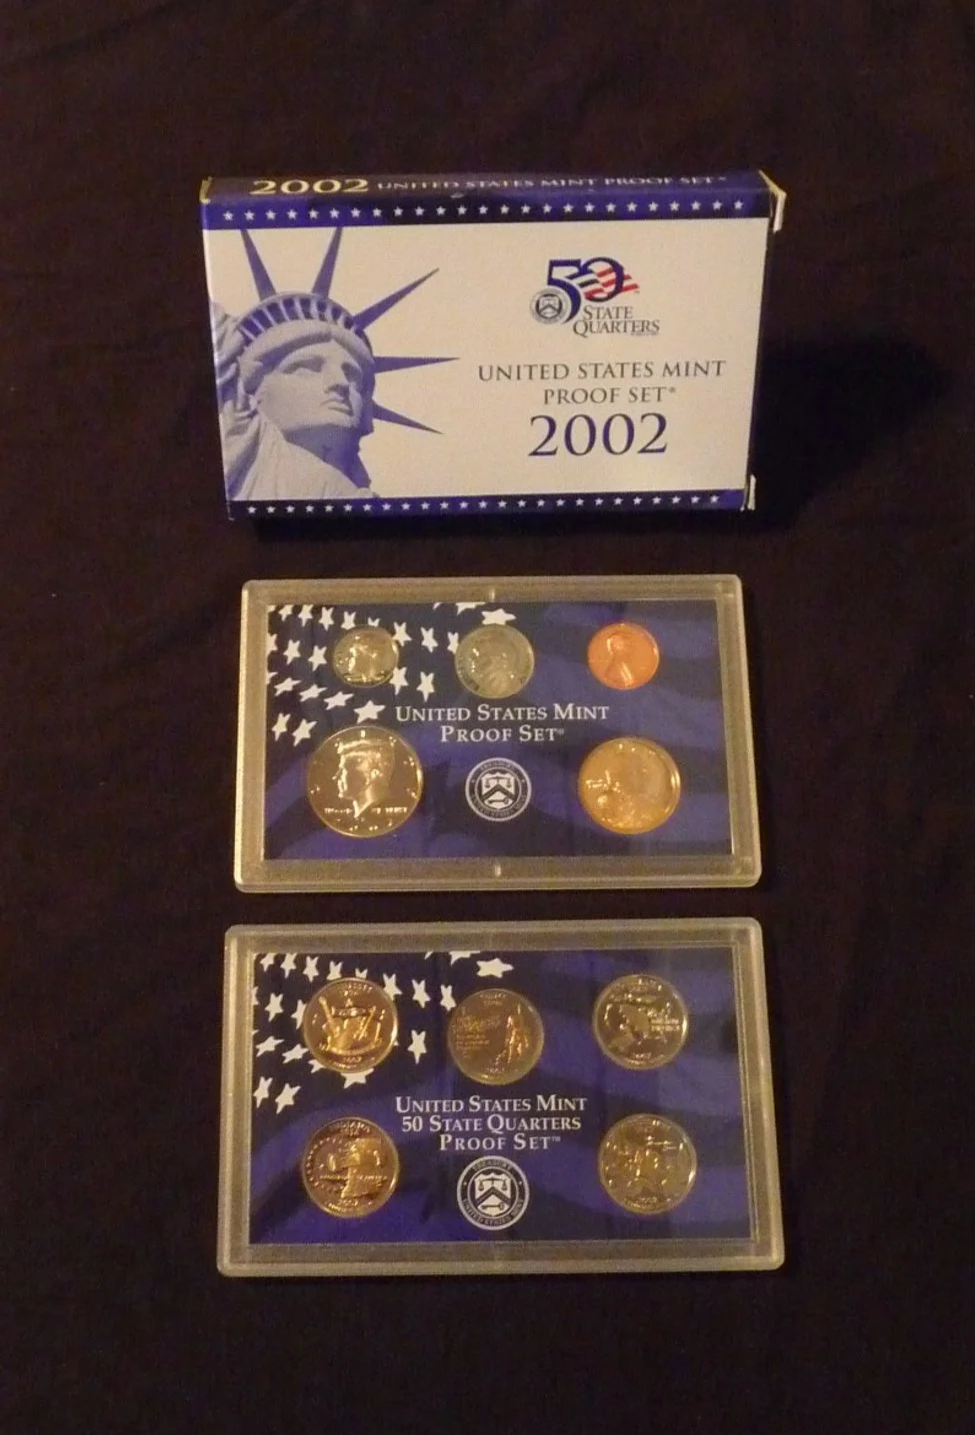 2002 UNITED STATES MINT PROOF SET
50
STATE
QUARTERS
UNITED STATES MINT
PROOF SET®
2002
UNITED STATES MINT
PROOF SET®
UNITED STATES MINT
50 STATE QUARTERS
PROOF SET™